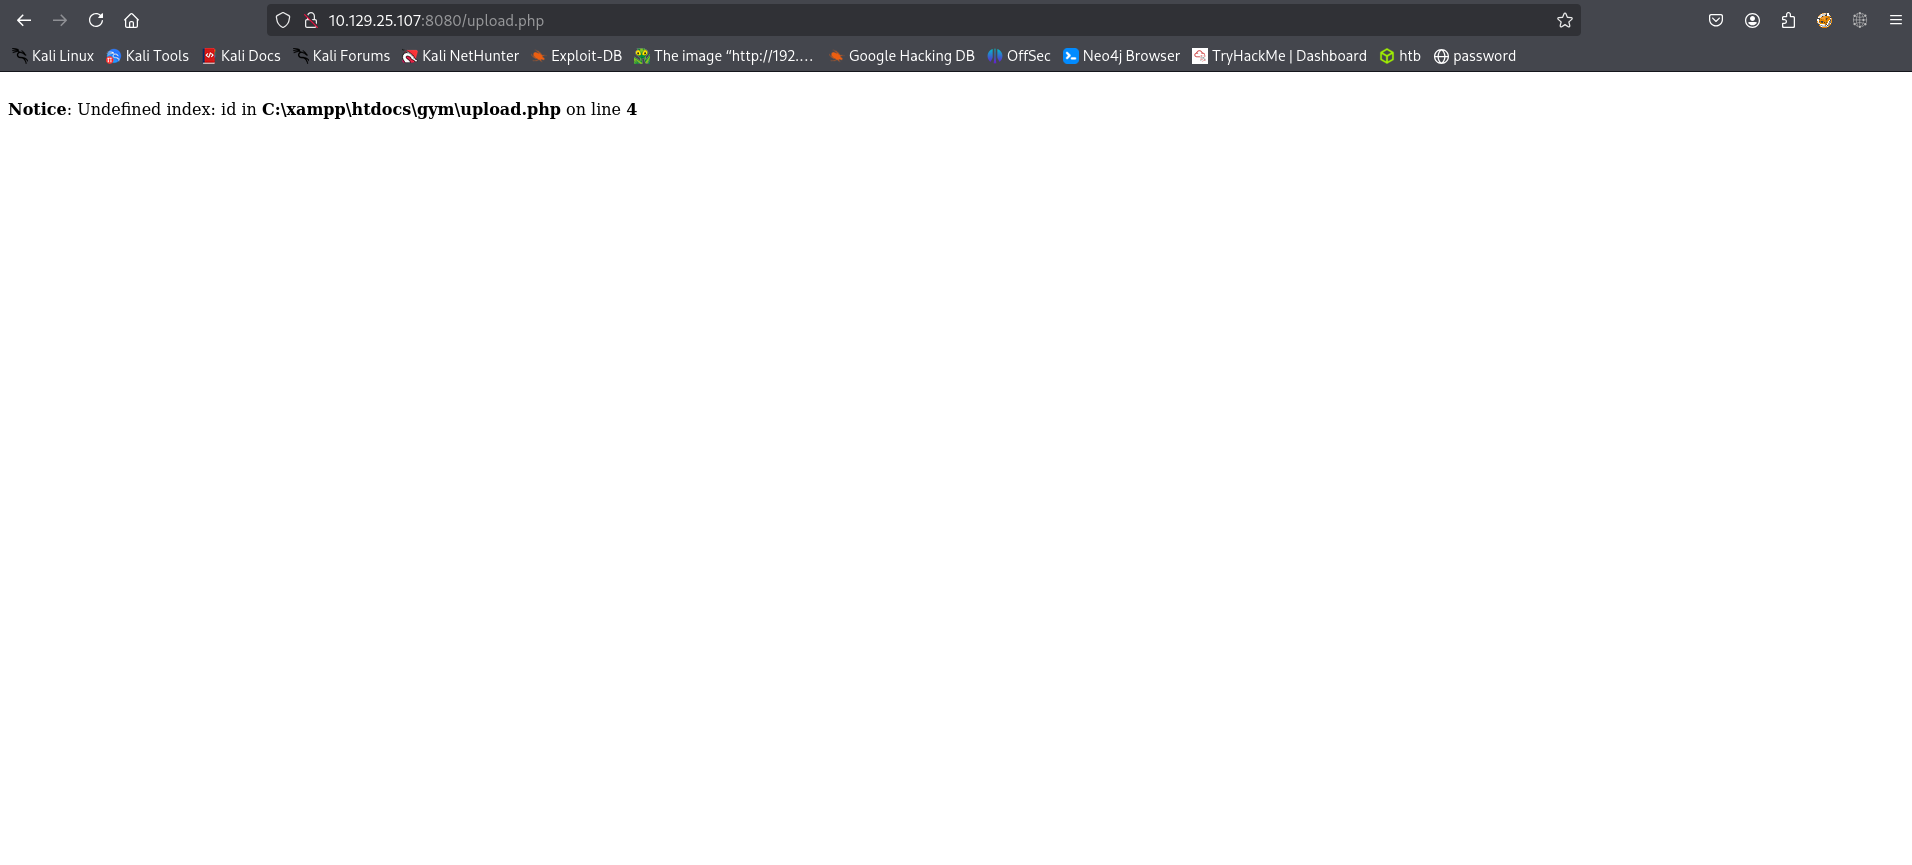 10.129.25.107:8080/upload.php
Kali Linux Kali Tools Kali Docs Kali Forums Kali NetHunter Exploit-DB The image “http://192.… Google Hacking DB OffSec Neo4j Browser TryHackMe | Dashboard htb password
Notice: Undefined index: id in C:\xampp\htdocs\gym\upload.php on line 4